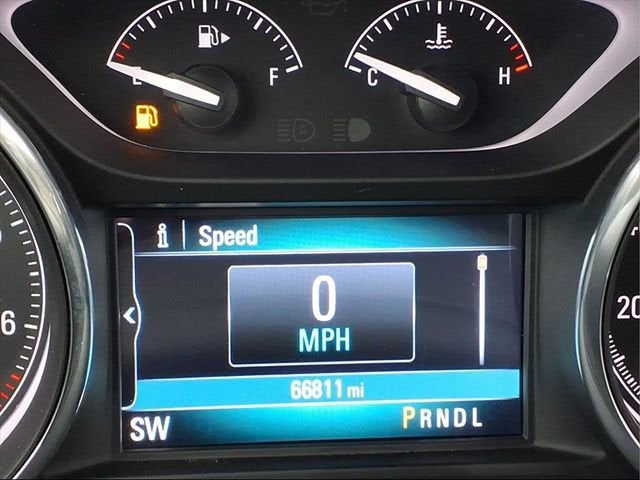 E F
C H
i Speed
0
MPH
6
20
66811 mi
SW
PRNDL